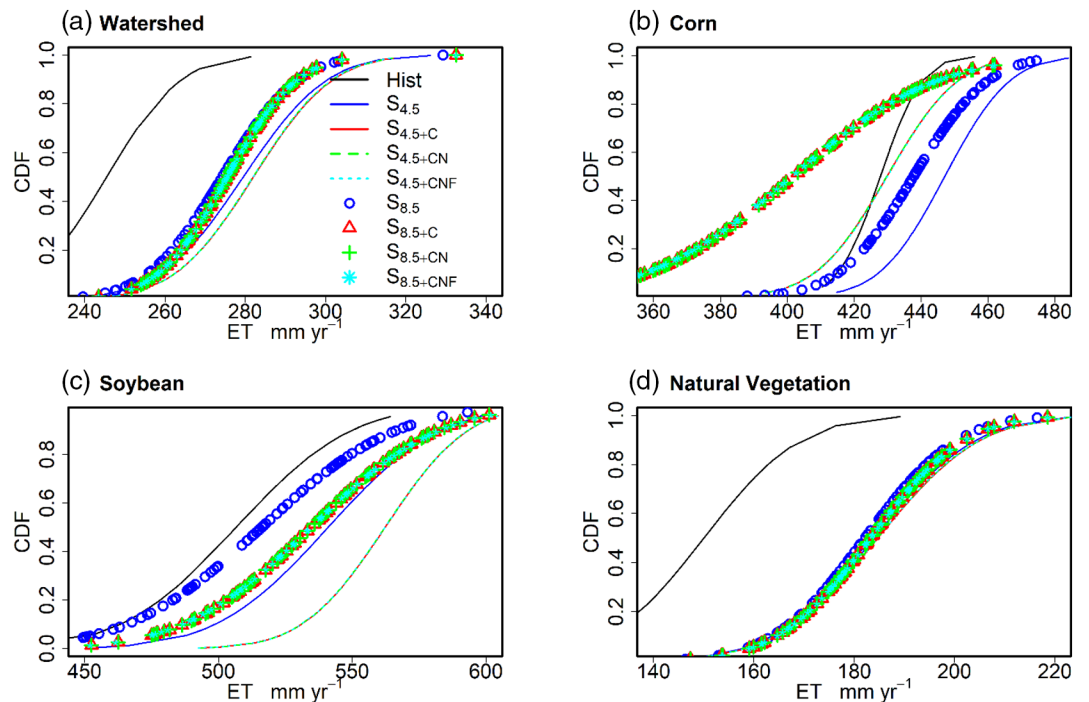 (a) Watershed
CDF
1.0
0.8
0.6
0.4
0.2
240 260 280 300 320 340
ET mm yr⁻¹
Hist
S4.5
S4.5+C
S4.5+CN
S4.5+CNF
S8.5
S8.5+C
S8.5+CN
S8.5+CNF
(b) Corn
CDF
1.0
0.8
0.6
0.4
0.2
360 380 400 420 440 460 480
ET mm yr⁻¹
(c) Soybean
CDF
0.8
0.6
0.4
0.2
0.0
450 500 550 600
ET mm yr⁻¹
(d) Natural Vegetation
CDF
1.0
0.8
0.6
0.4
0.2
140 160 180 200 220
ET mm yr⁻¹